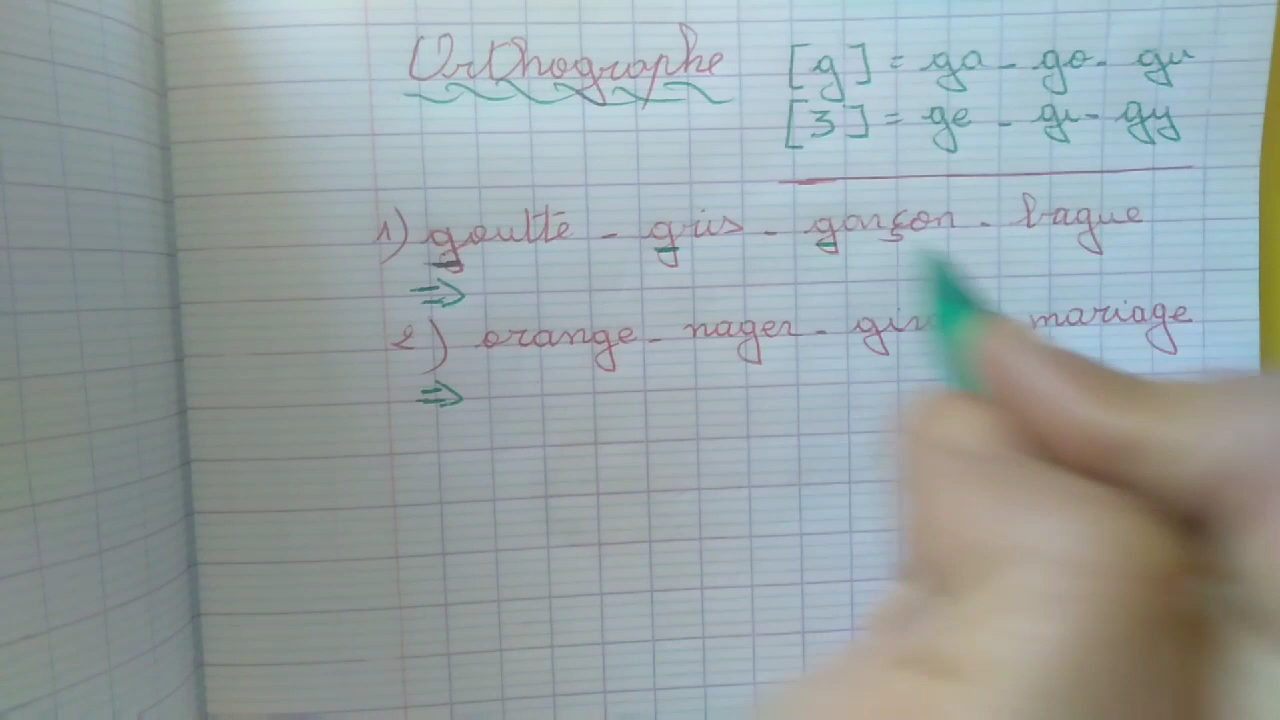 Orthographe
[g] = ga - go - gu
[ʒ] = ge - gi - gy
1) goutte - gris - garçon - bague
⇒
2) orange - nager - mariage
⇒